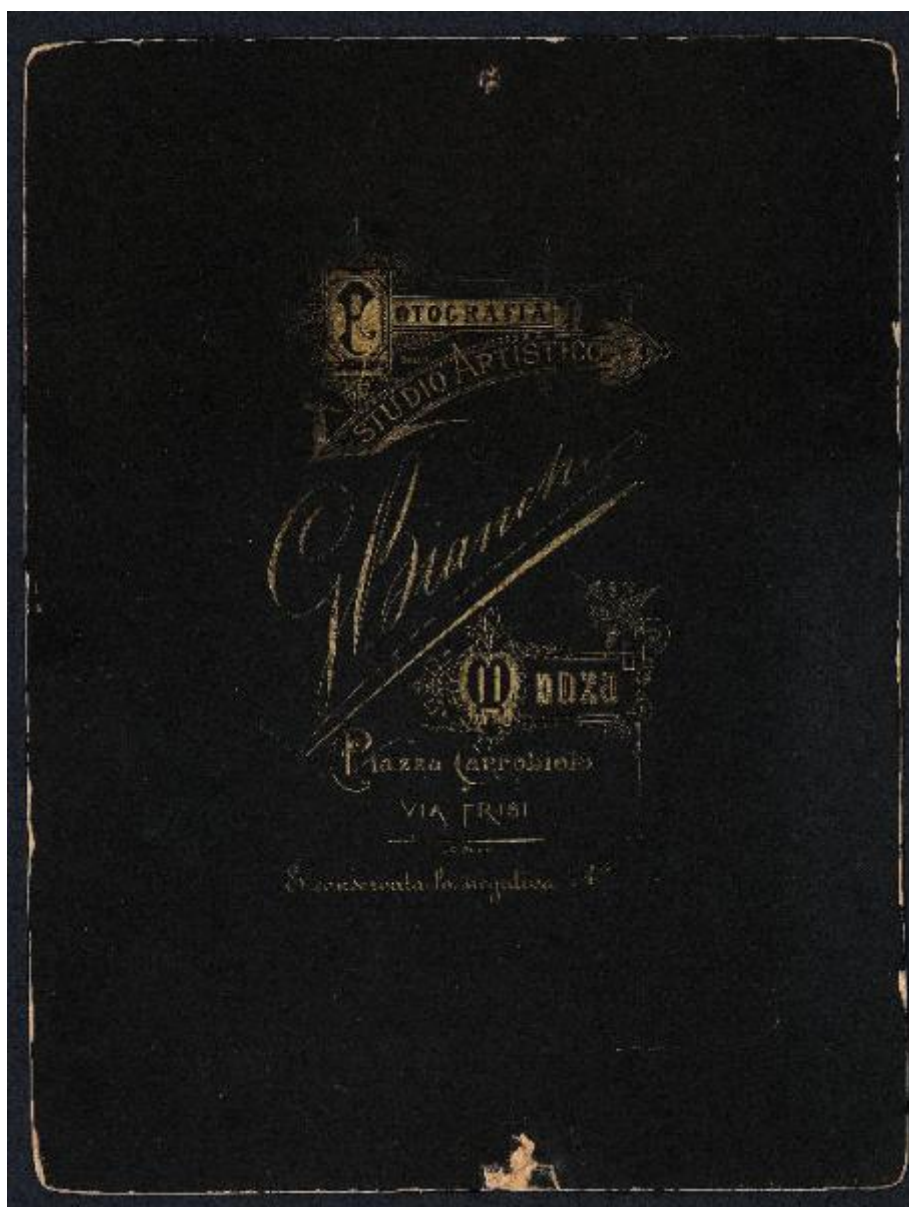 FOTOGRAFIA
STUDIO ARTISTICO
G Bianchi
MONZA
Piazza Carrobiolo
VIA FRISI
Si conserva la negativa N°